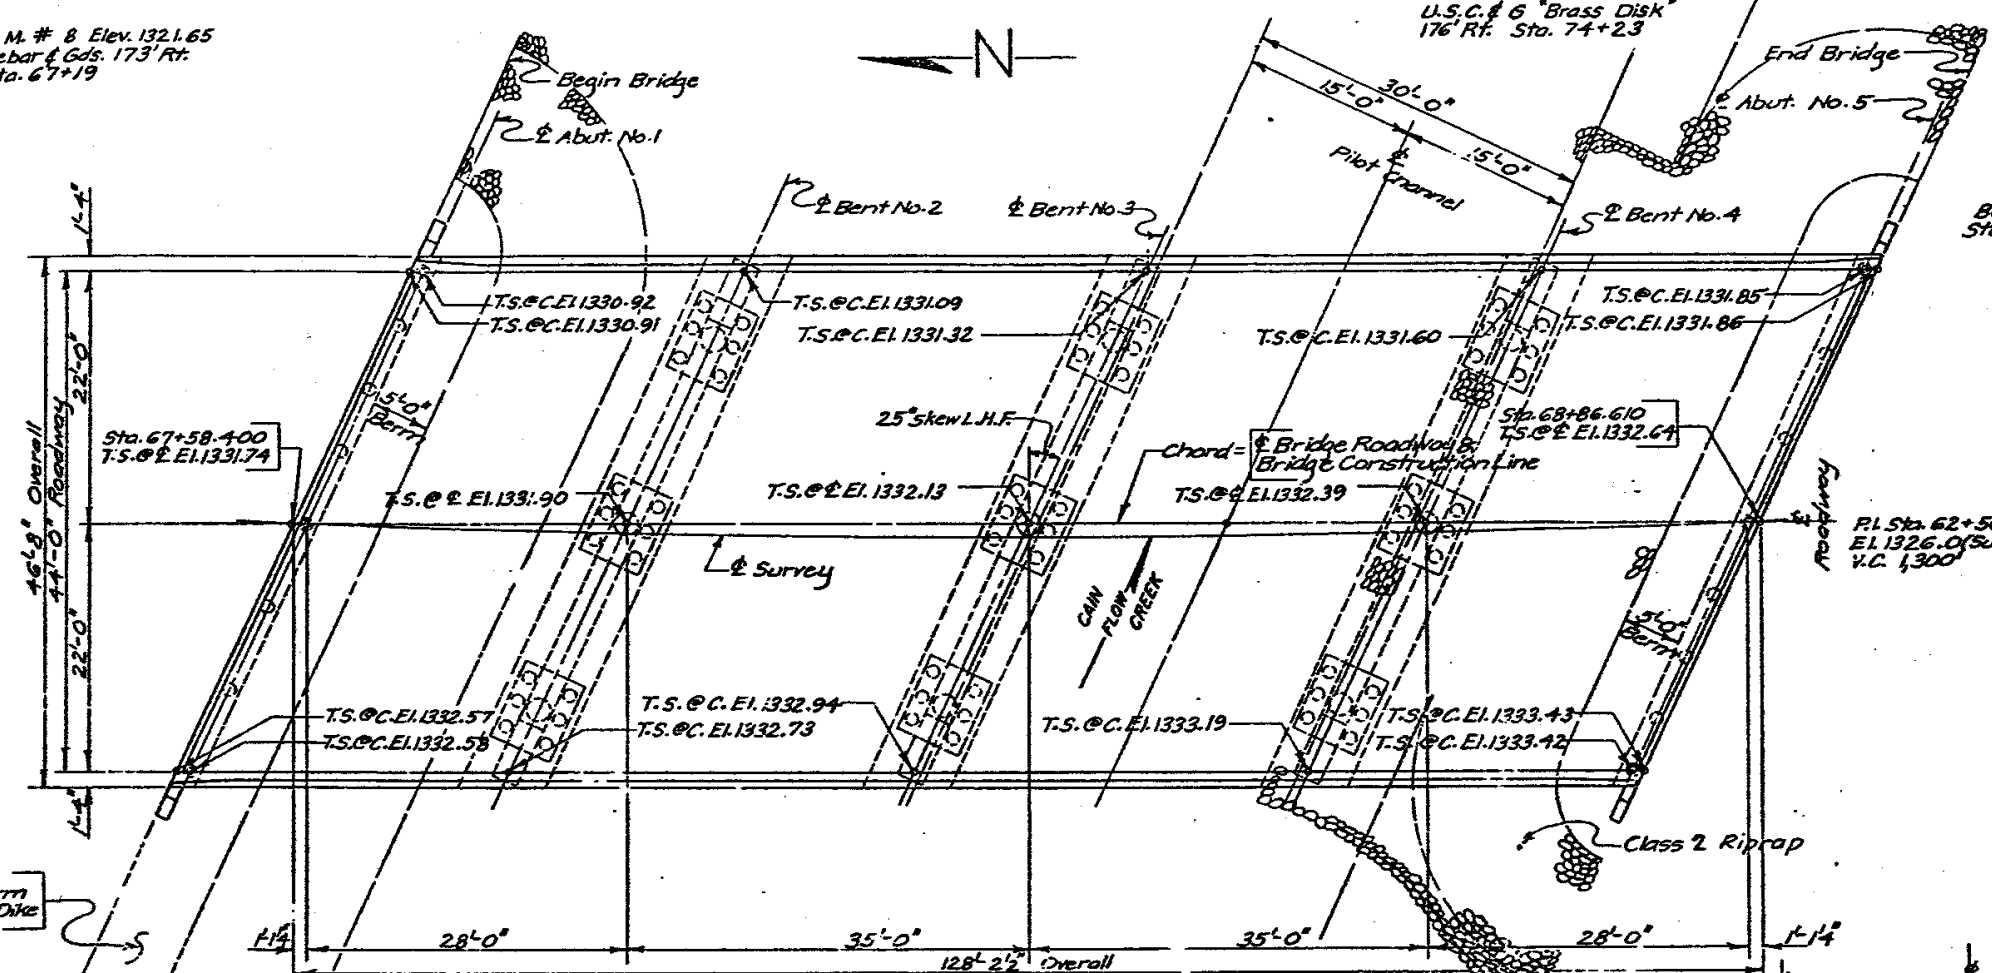 M. # 8 Elev. 1321.65
ebar & Gds. 173' Rt.
ta. 67+19
U.S.C. & G "Brass Disk"
176' Rt. Sta. 74+23
N
Begin Bridge
℄ Abut. No. 1
End Bridge
℄ Abut. No. 5
30'-0"
15'-0"
15'-0"
℄
Pilot Channel
℄ Bent No. 2
℄ Bent No. 3
℄ Bent No. 4
1'-4"
T.S.@C.El.1330.92
T.S.@C.El.1330.91
T.S.@C.El.1331.09
T.S.@C.El.1331.32
T.S.@C.El.1331.60
T.S.@C.El.1331.85
T.S.@C.El.1331.86
46'-8" Overall
44'-0" Roadway
22'-0"
22'-0"
5'-0"
Berm
25° Skew L.H.F.
Sta. 67+58.400
T.S.@℄ El.1331.74
Chord =
℄ Bridge Roadway &
Bridge Construction Line
Sta. 68+86.610
T.S.@℄ El.1332.64
T.S.@℄ El.1331.90
T.S.@℄ El.1332.13
T.S.@℄ El.1332.39
℄ Survey
℄ Roadway
P.I. Sta. 62+50
El. 1326.0
V.C. 1,300'
CAIN
FLOW
CREEK
5'-0"
Berm
T.S.@C.El.1332.57
T.S.@C.El.1332.58
T.S.@C.El.1332.94
T.S.@C.El.1332.73
T.S.@C.El.1333.19
T.S.@C.El.1333.43
T.S.@C.El.1333.42
1'-4"
Class 2 Riprap
Dike
1'-1¼"
28'-0"
35'-0"
35'-0"
28'-0"
1'-1¼"
128'-2½" Overall